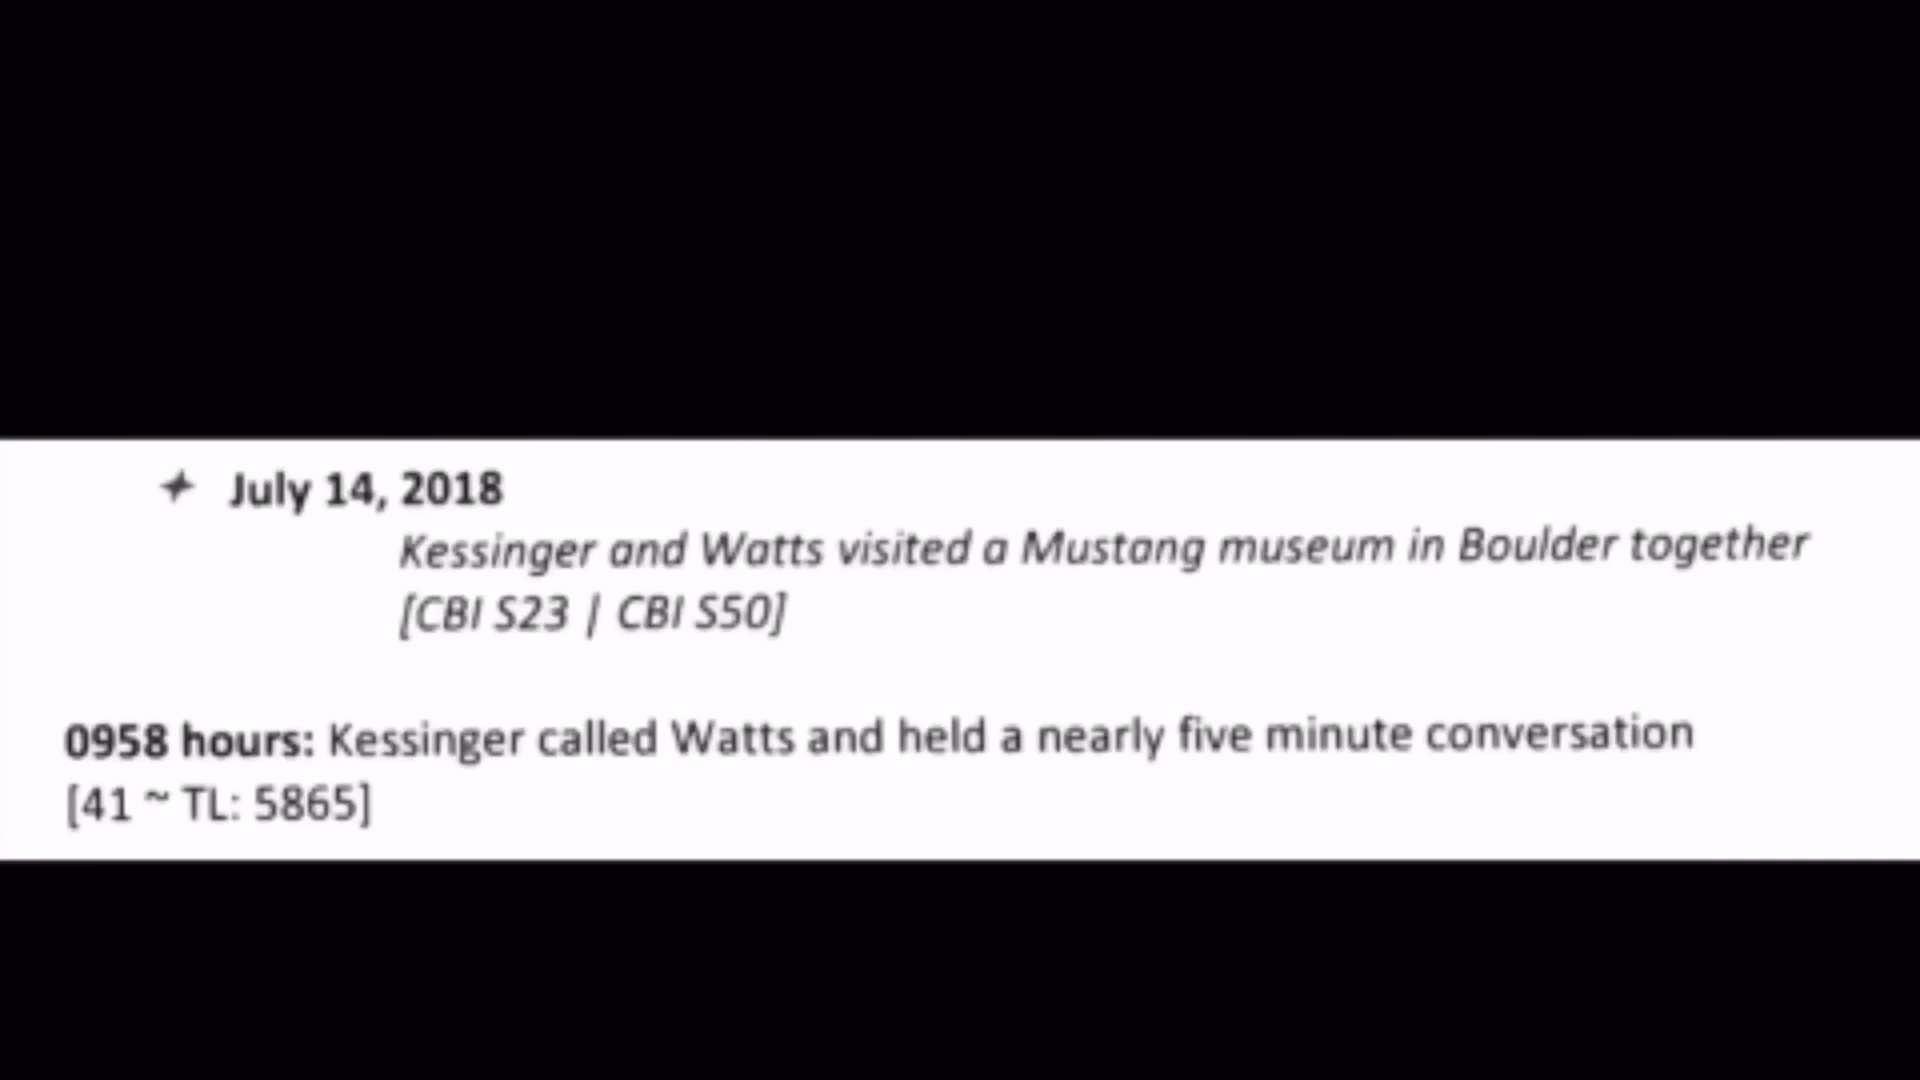 ✦ July 14, 2018
Kessinger and Watts visited a Mustang museum in Boulder together
[CBI S23 | CBI S50]
0958 hours: Kessinger called Watts and held a nearly five minute conversation
[41 ~ TL: 5865]